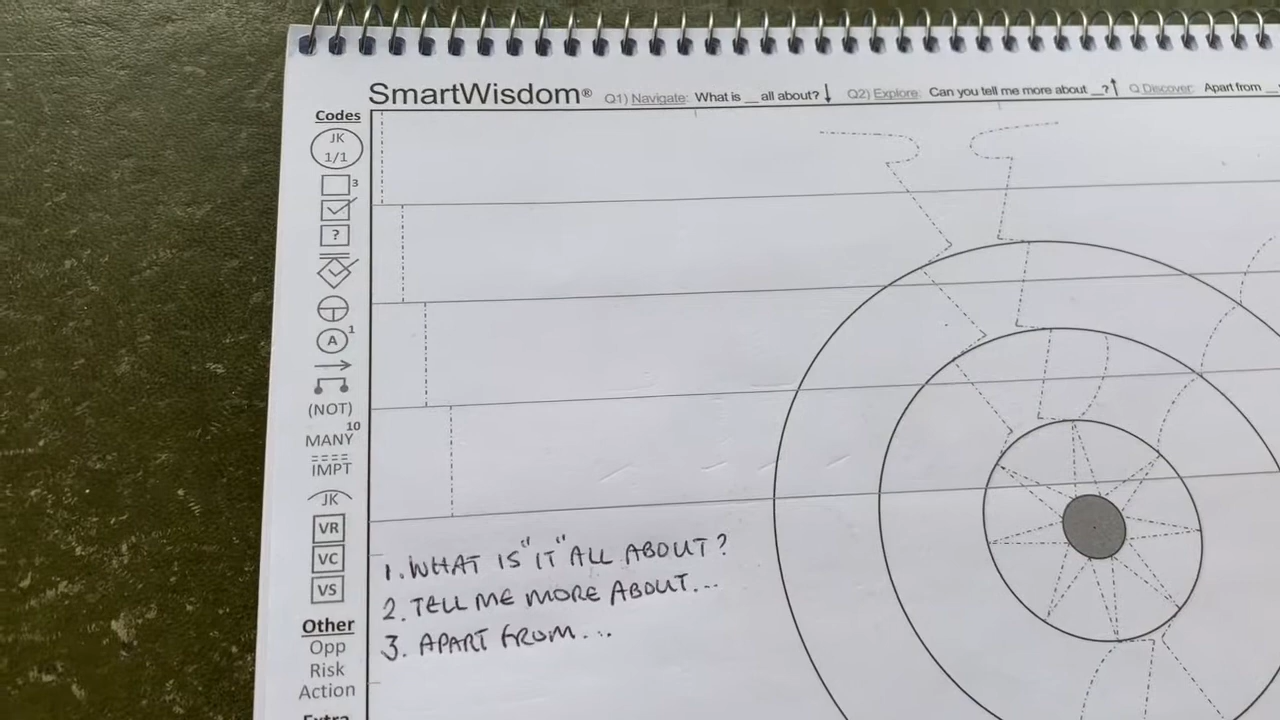 SmartWisdom® Q1) Navigate: What is __ all about?↓ Q2) Explore: Can you tell me more about __?↑ Q Discover: Apart from __
Codes
JK
1/1
3
?
A 1
(NOT)
MANY 10
IMPT
JK
VR
VC
VS
Other
Opp
Risk
Action
Extra
1. WHAT IS "IT" ALL ABOUT?
2. TELL ME MORE ABOUT...
3. APART FROM...